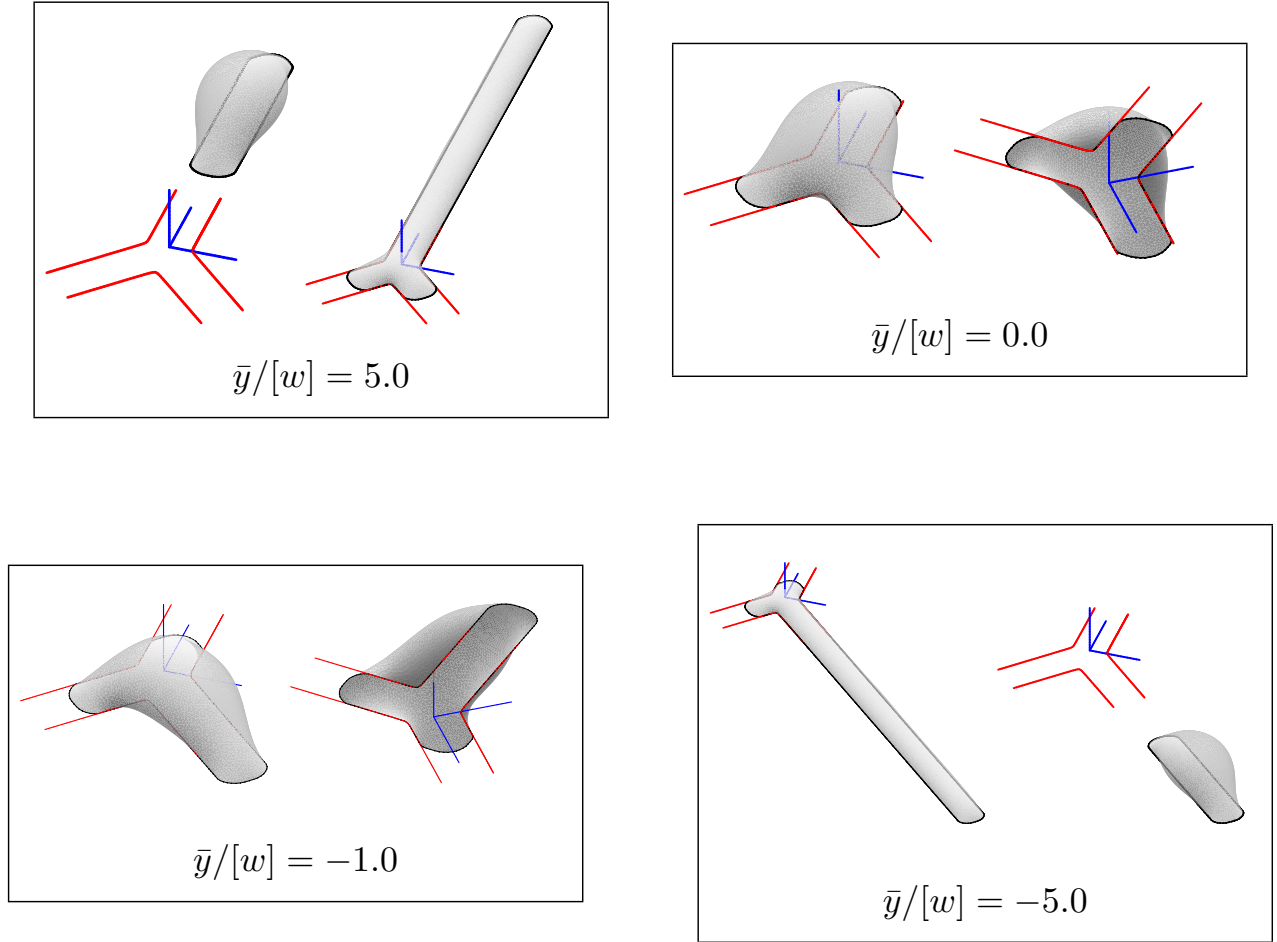 ȳ/[w] = 5.0
ȳ/[w] = 0.0
ȳ/[w] = −1.0
ȳ/[w] = −5.0